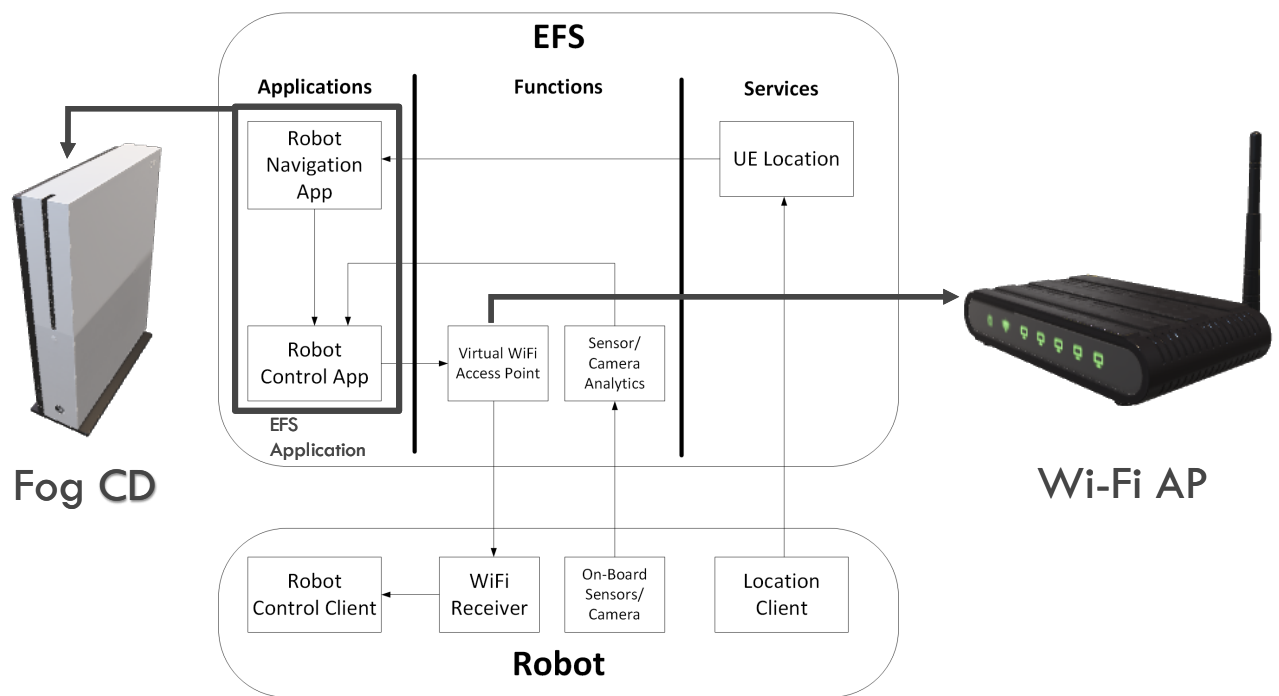 EFS
Applications
Functions
Services
Robot
Navigation
App
UE Location
Robot
Control App
Virtual WiFi
Access Point
Sensor/
Camera
Analytics
EFS
Application
Fog CD
Wi-Fi AP
Robot
Control Client
WiFi
Receiver
On-Board
Sensors/
Camera
Location
Client
Robot